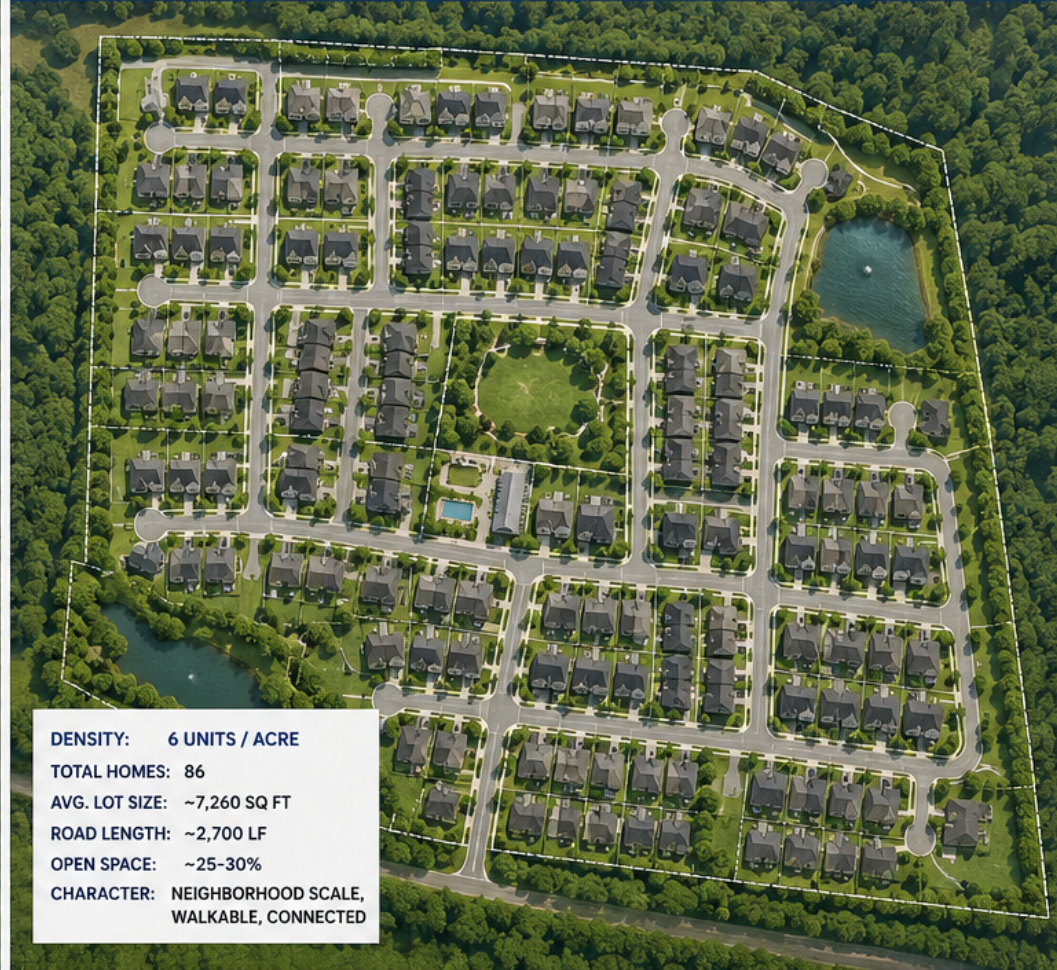 DENSITY: 6 UNITS / ACRE
TOTAL HOMES: 86
AVG. LOT SIZE: ~7,260 SQ FT
ROAD LENGTH: ~2,700 LF
OPEN SPACE: ~25-30%
CHARACTER: NEIGHBORHOOD SCALE,
WALKABLE, CONNECTED